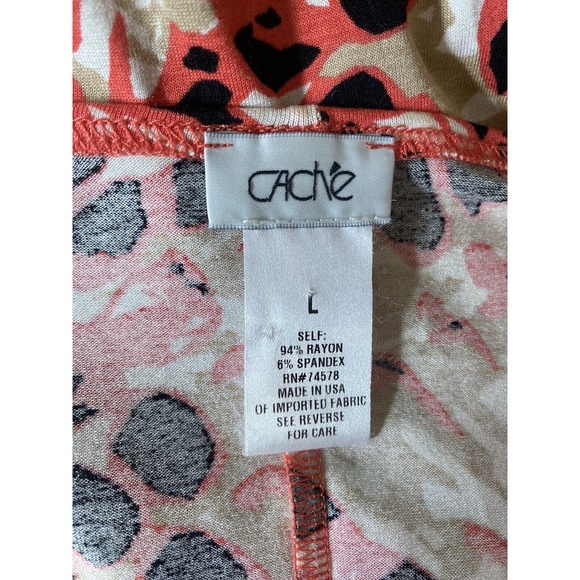 CACHÉ
L
SELF:
94% RAYON
6% SPANDEX
RN#74578
MADE IN USA
OF IMPORTED FABRIC
SEE REVERSE
FOR CARE